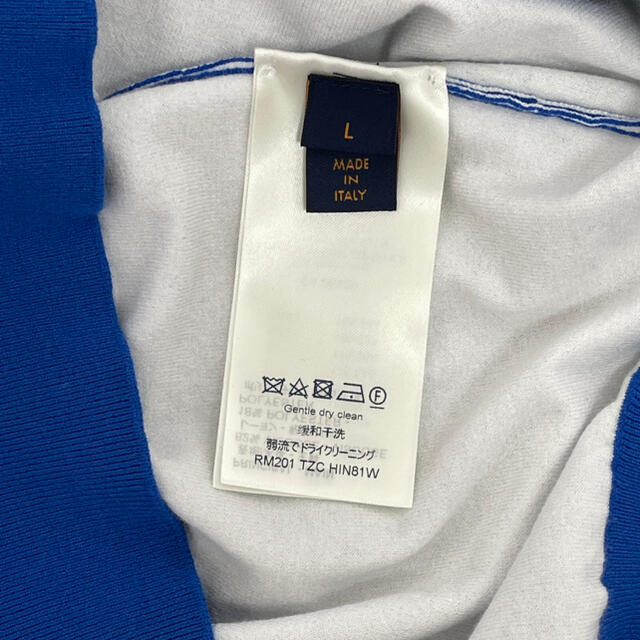 L
MADE
IN
ITALY
F
Gentle dry clean
缓和干洗
弱流でドライクリーニング
RM201 TZC HIN81W